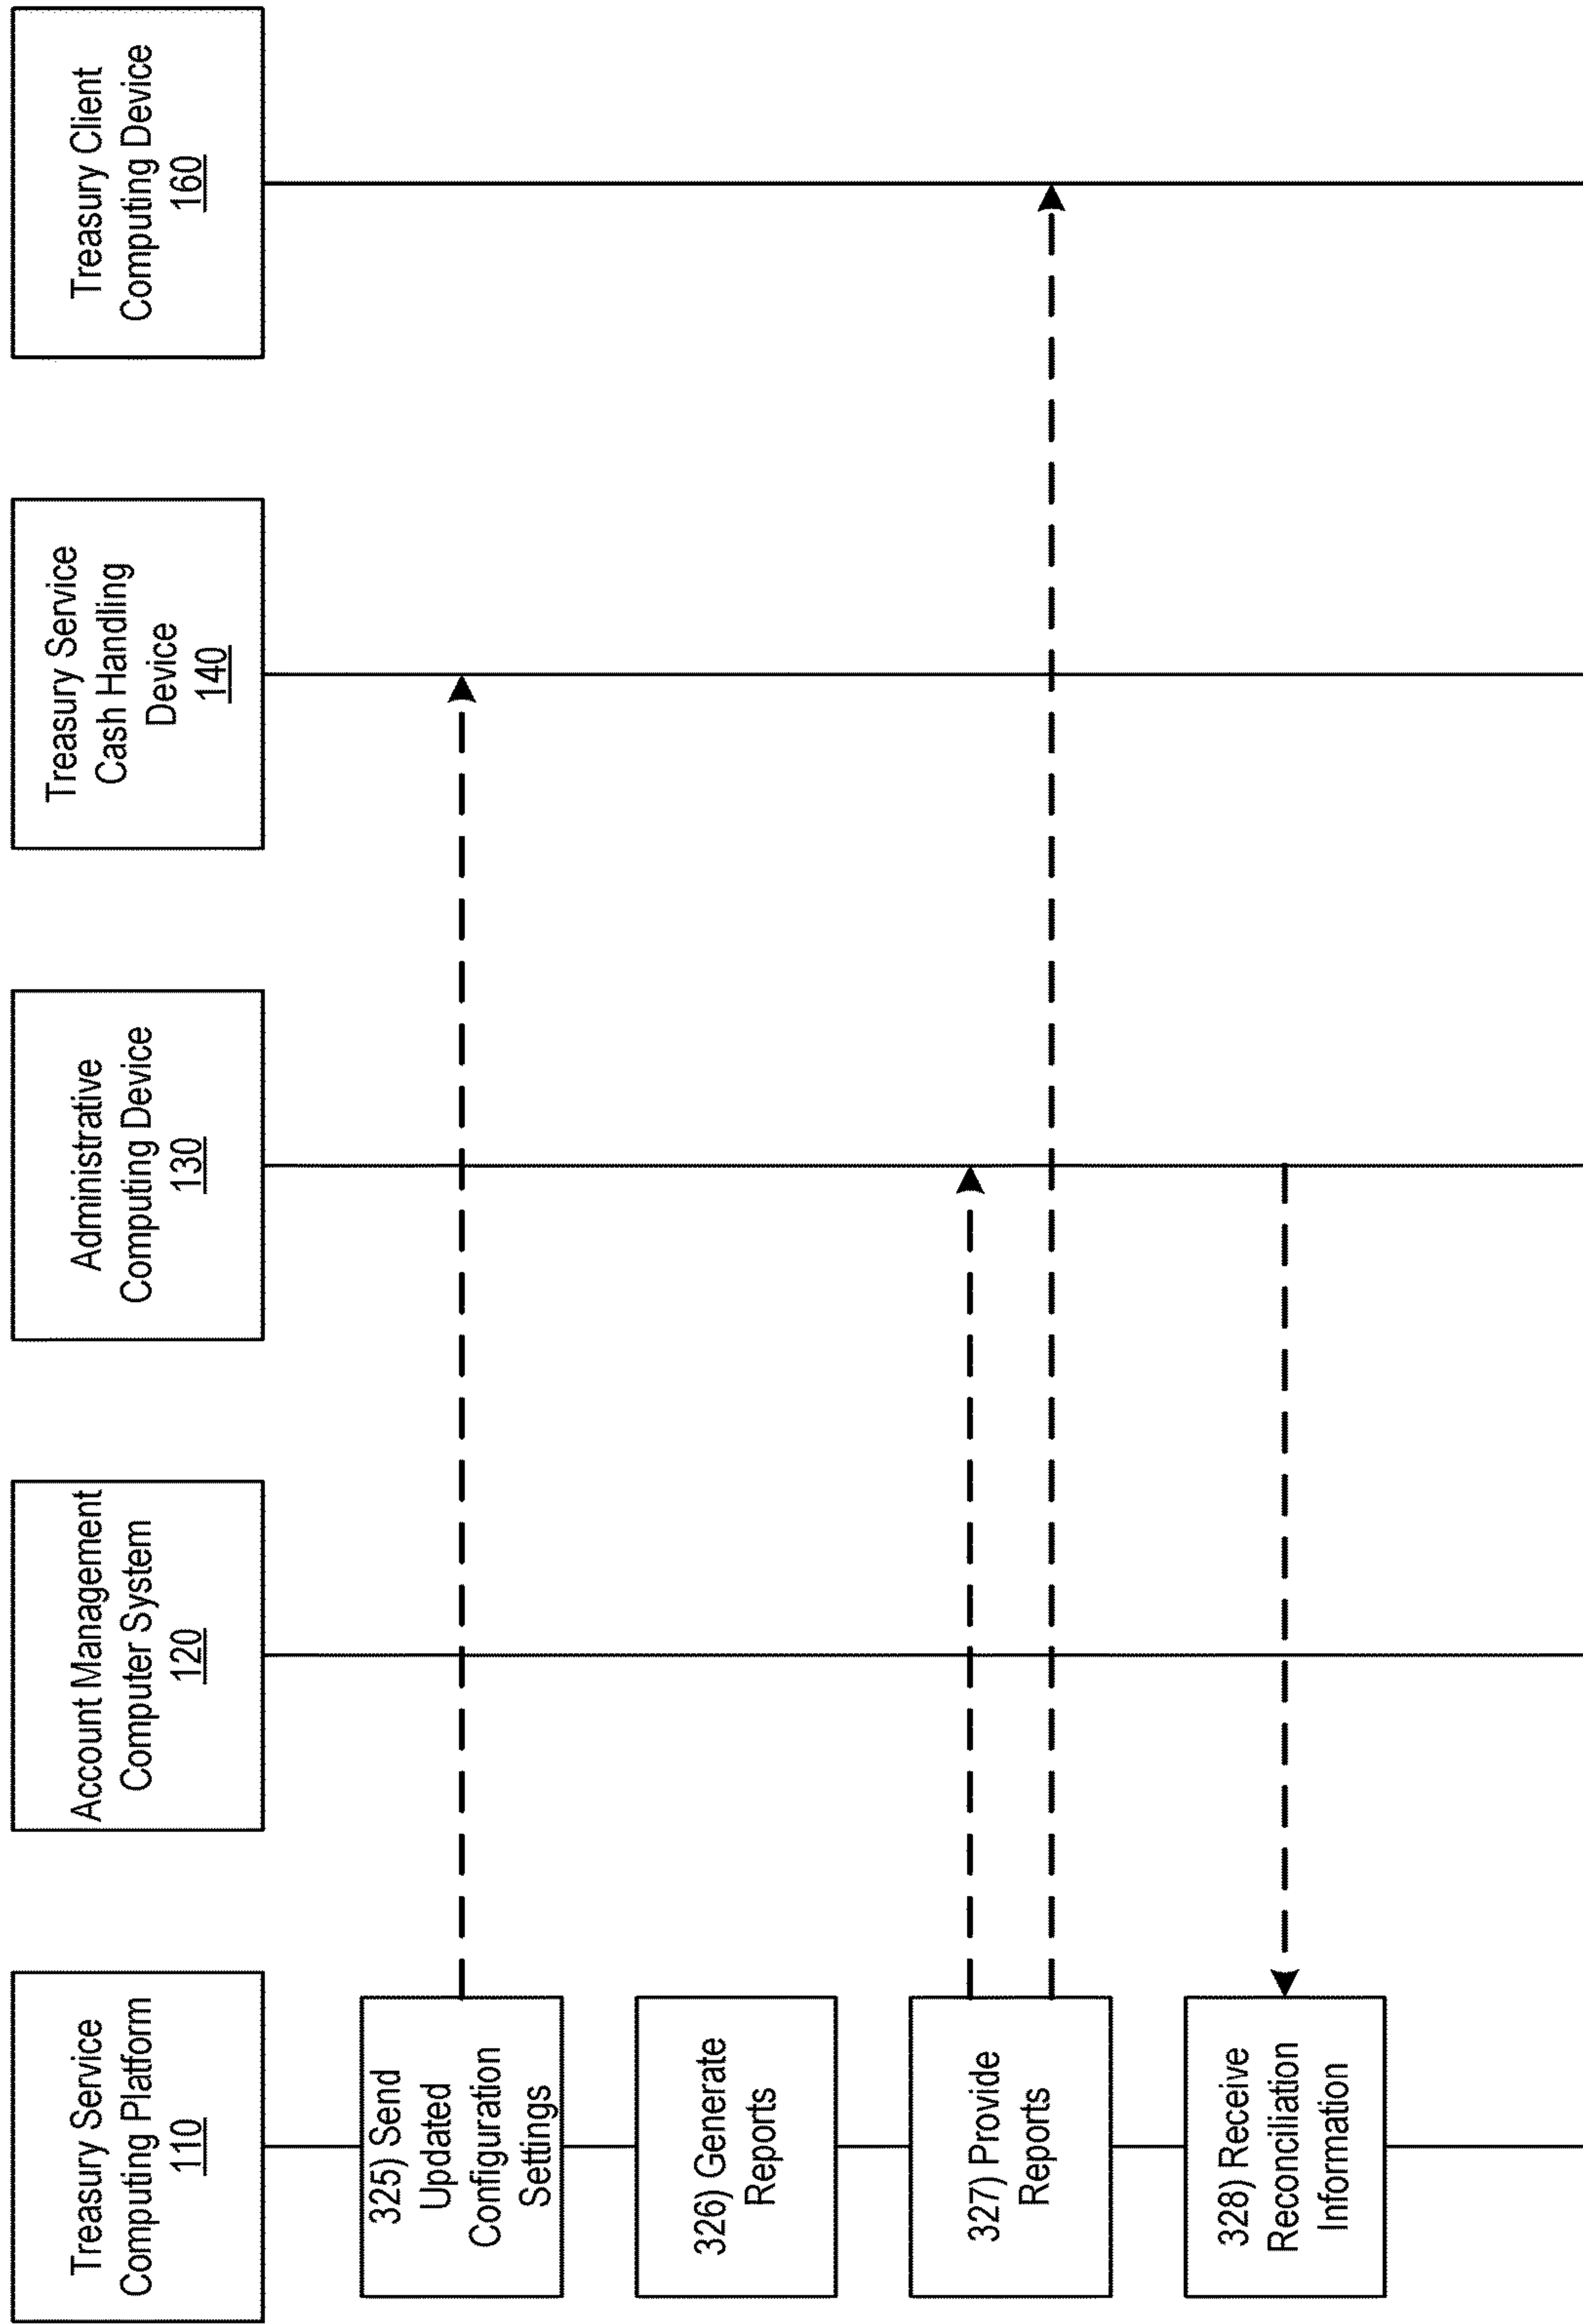 Treasury Service
Computing Platform
110
Account Management
Computer System
120
Administrative
Computing Device
130
Treasury Service
Cash Handling
Device
140
Treasury Client
Computing Device
160
325) Send
Updated
Configuration
Settings
326) Generate
Reports
327) Provide
Reports
328) Receive
Reconciliation
Information